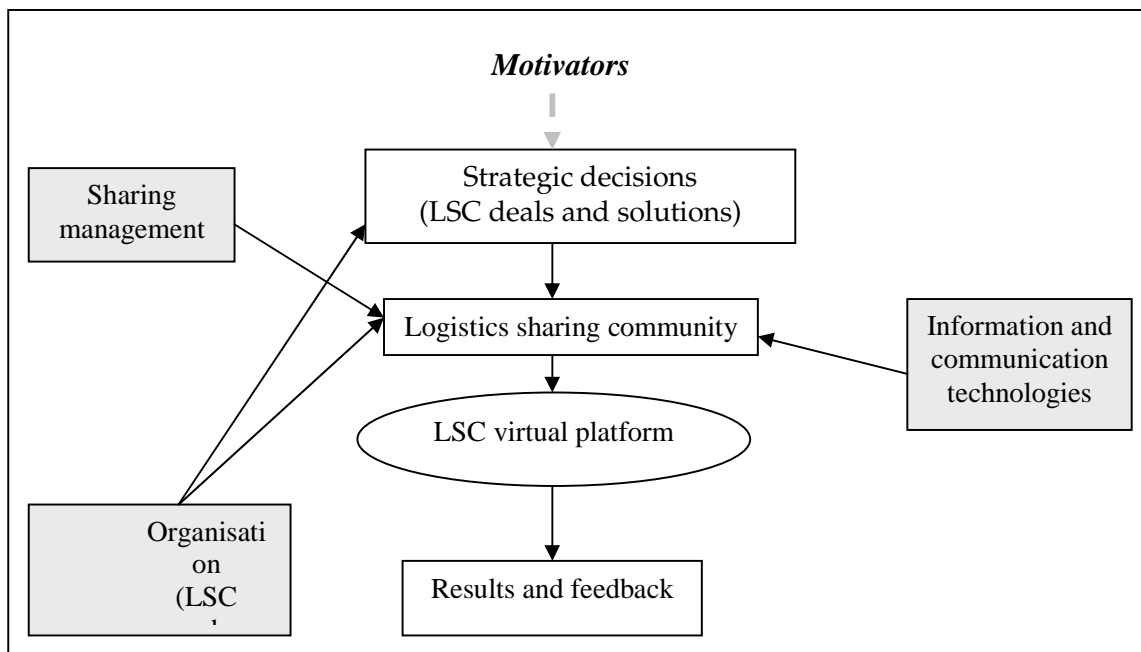 Motivators
Strategic decisions
(LSC deals and solutions)
Sharing
management
Logistics sharing community
Information and
communication
technologies
LSC virtual platform
Organisati
on
(LSC
Results and feedback